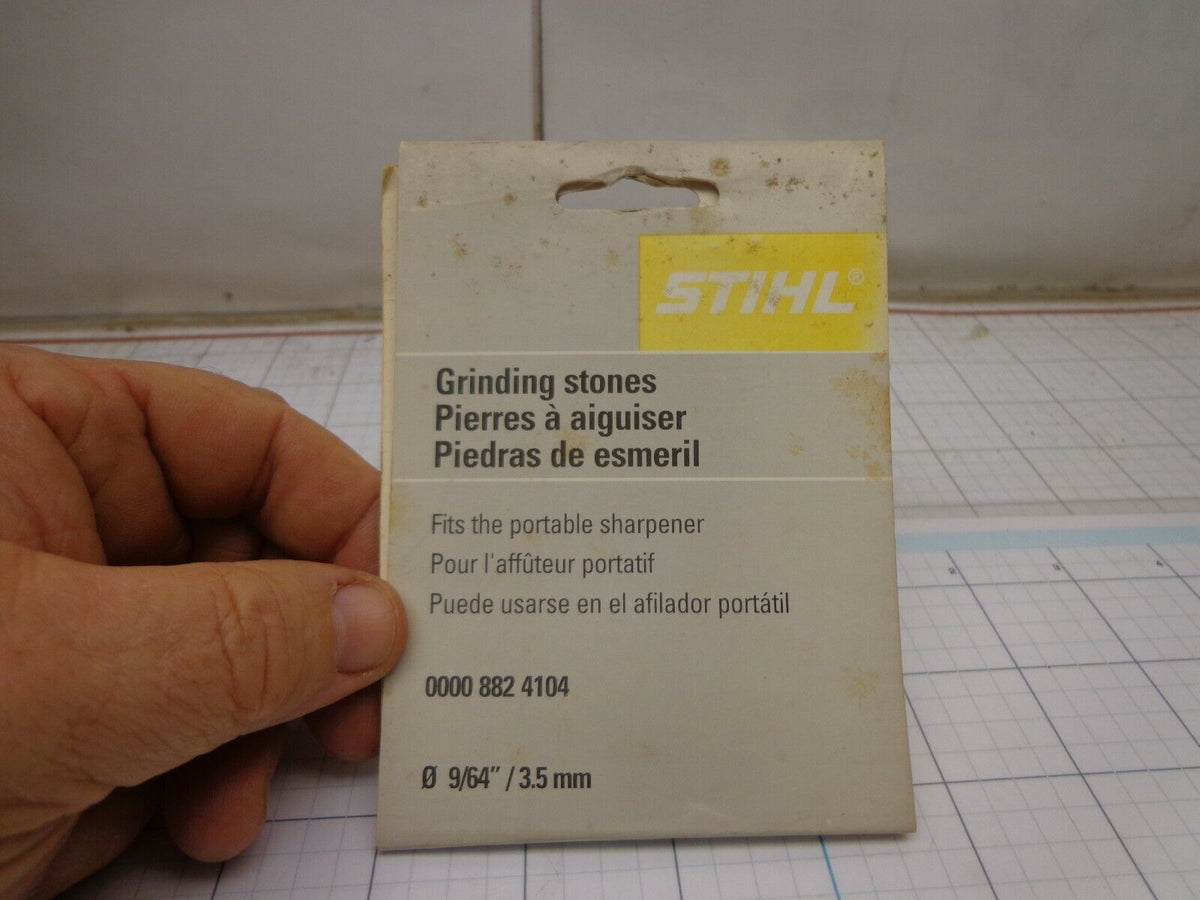 STIHL®
Grinding stones
Pierres à aiguiser
Piedras de esmeril
Fits the portable sharpener
Pour l'affûteur portatif
Puede usarse en el afilador portátil
0000 882 4104
Ø 9/64″ / 3.5 mm